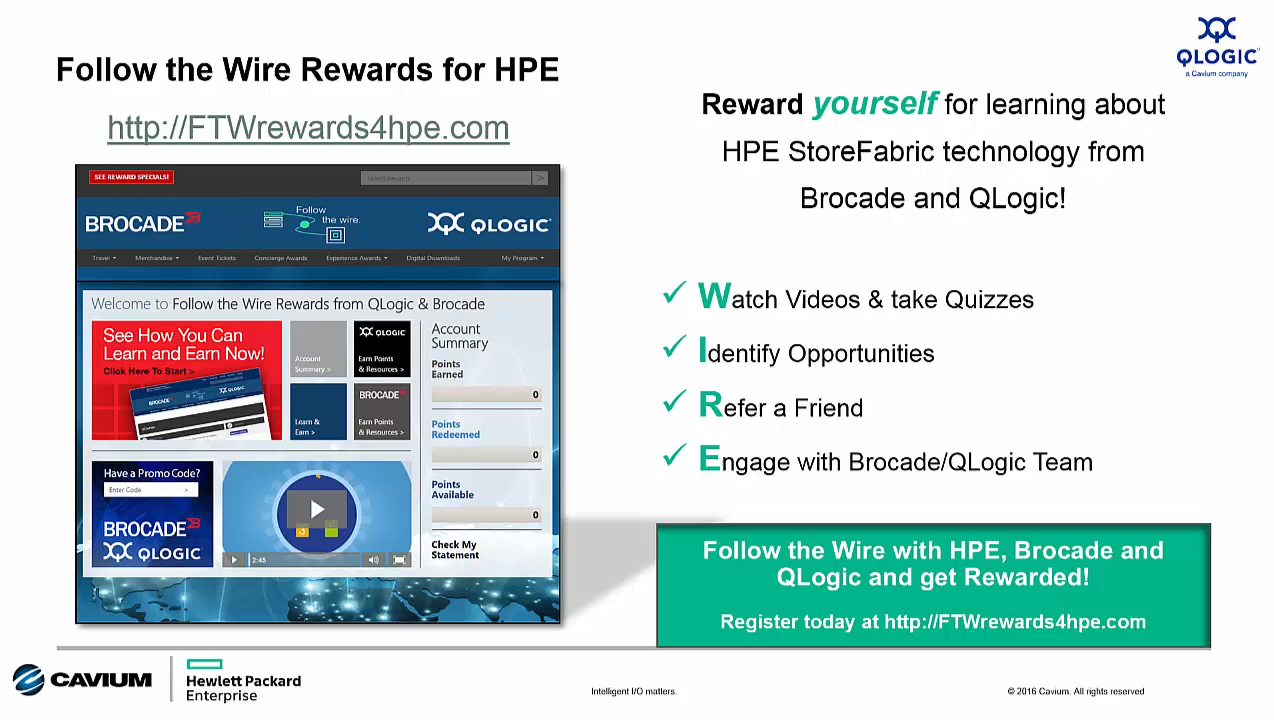 QLOGIC
a Cavium company
Follow the Wire Rewards for HPE
http://FTWrewards4hpe.com
SEE REWARD SPECIALS!
BROCADE
Follow
the wire.
QLOGIC
Travel
Merchandise
Event Tickets
Concierge Awards
Experience Awards
Digital Downloads
My Program
Welcome to Follow the Wire Rewards from QLogic & Brocade
See How You Can
Learn and Earn Now!
Click Here To Start >
Account
Summary >
QLOGIC
Earn Points
& Resources >
Learn &
Earn >
BROCADE
Earn Points
& Resources >
Account
Summary
Points
Earned
0
Points
Redeemed
0
Points
Available
0
Check My
Statement
Have a Promo Code?
Enter Code >
BROCADE
QLOGIC
2:45
Reward yourself for learning about
HPE StoreFabric technology from
Brocade and QLogic!
✓ Watch Videos & take Quizzes
✓ Identify Opportunities
✓ Refer a Friend
✓ Engage with Brocade/QLogic Team
Follow the Wire with HPE, Brocade and
QLogic and get Rewarded!
Register today at http://FTWrewards4hpe.com
CAVIUM
Hewlett Packard
Enterprise
Intelligent I/O matters.
© 2016 Cavium. All rights reserved